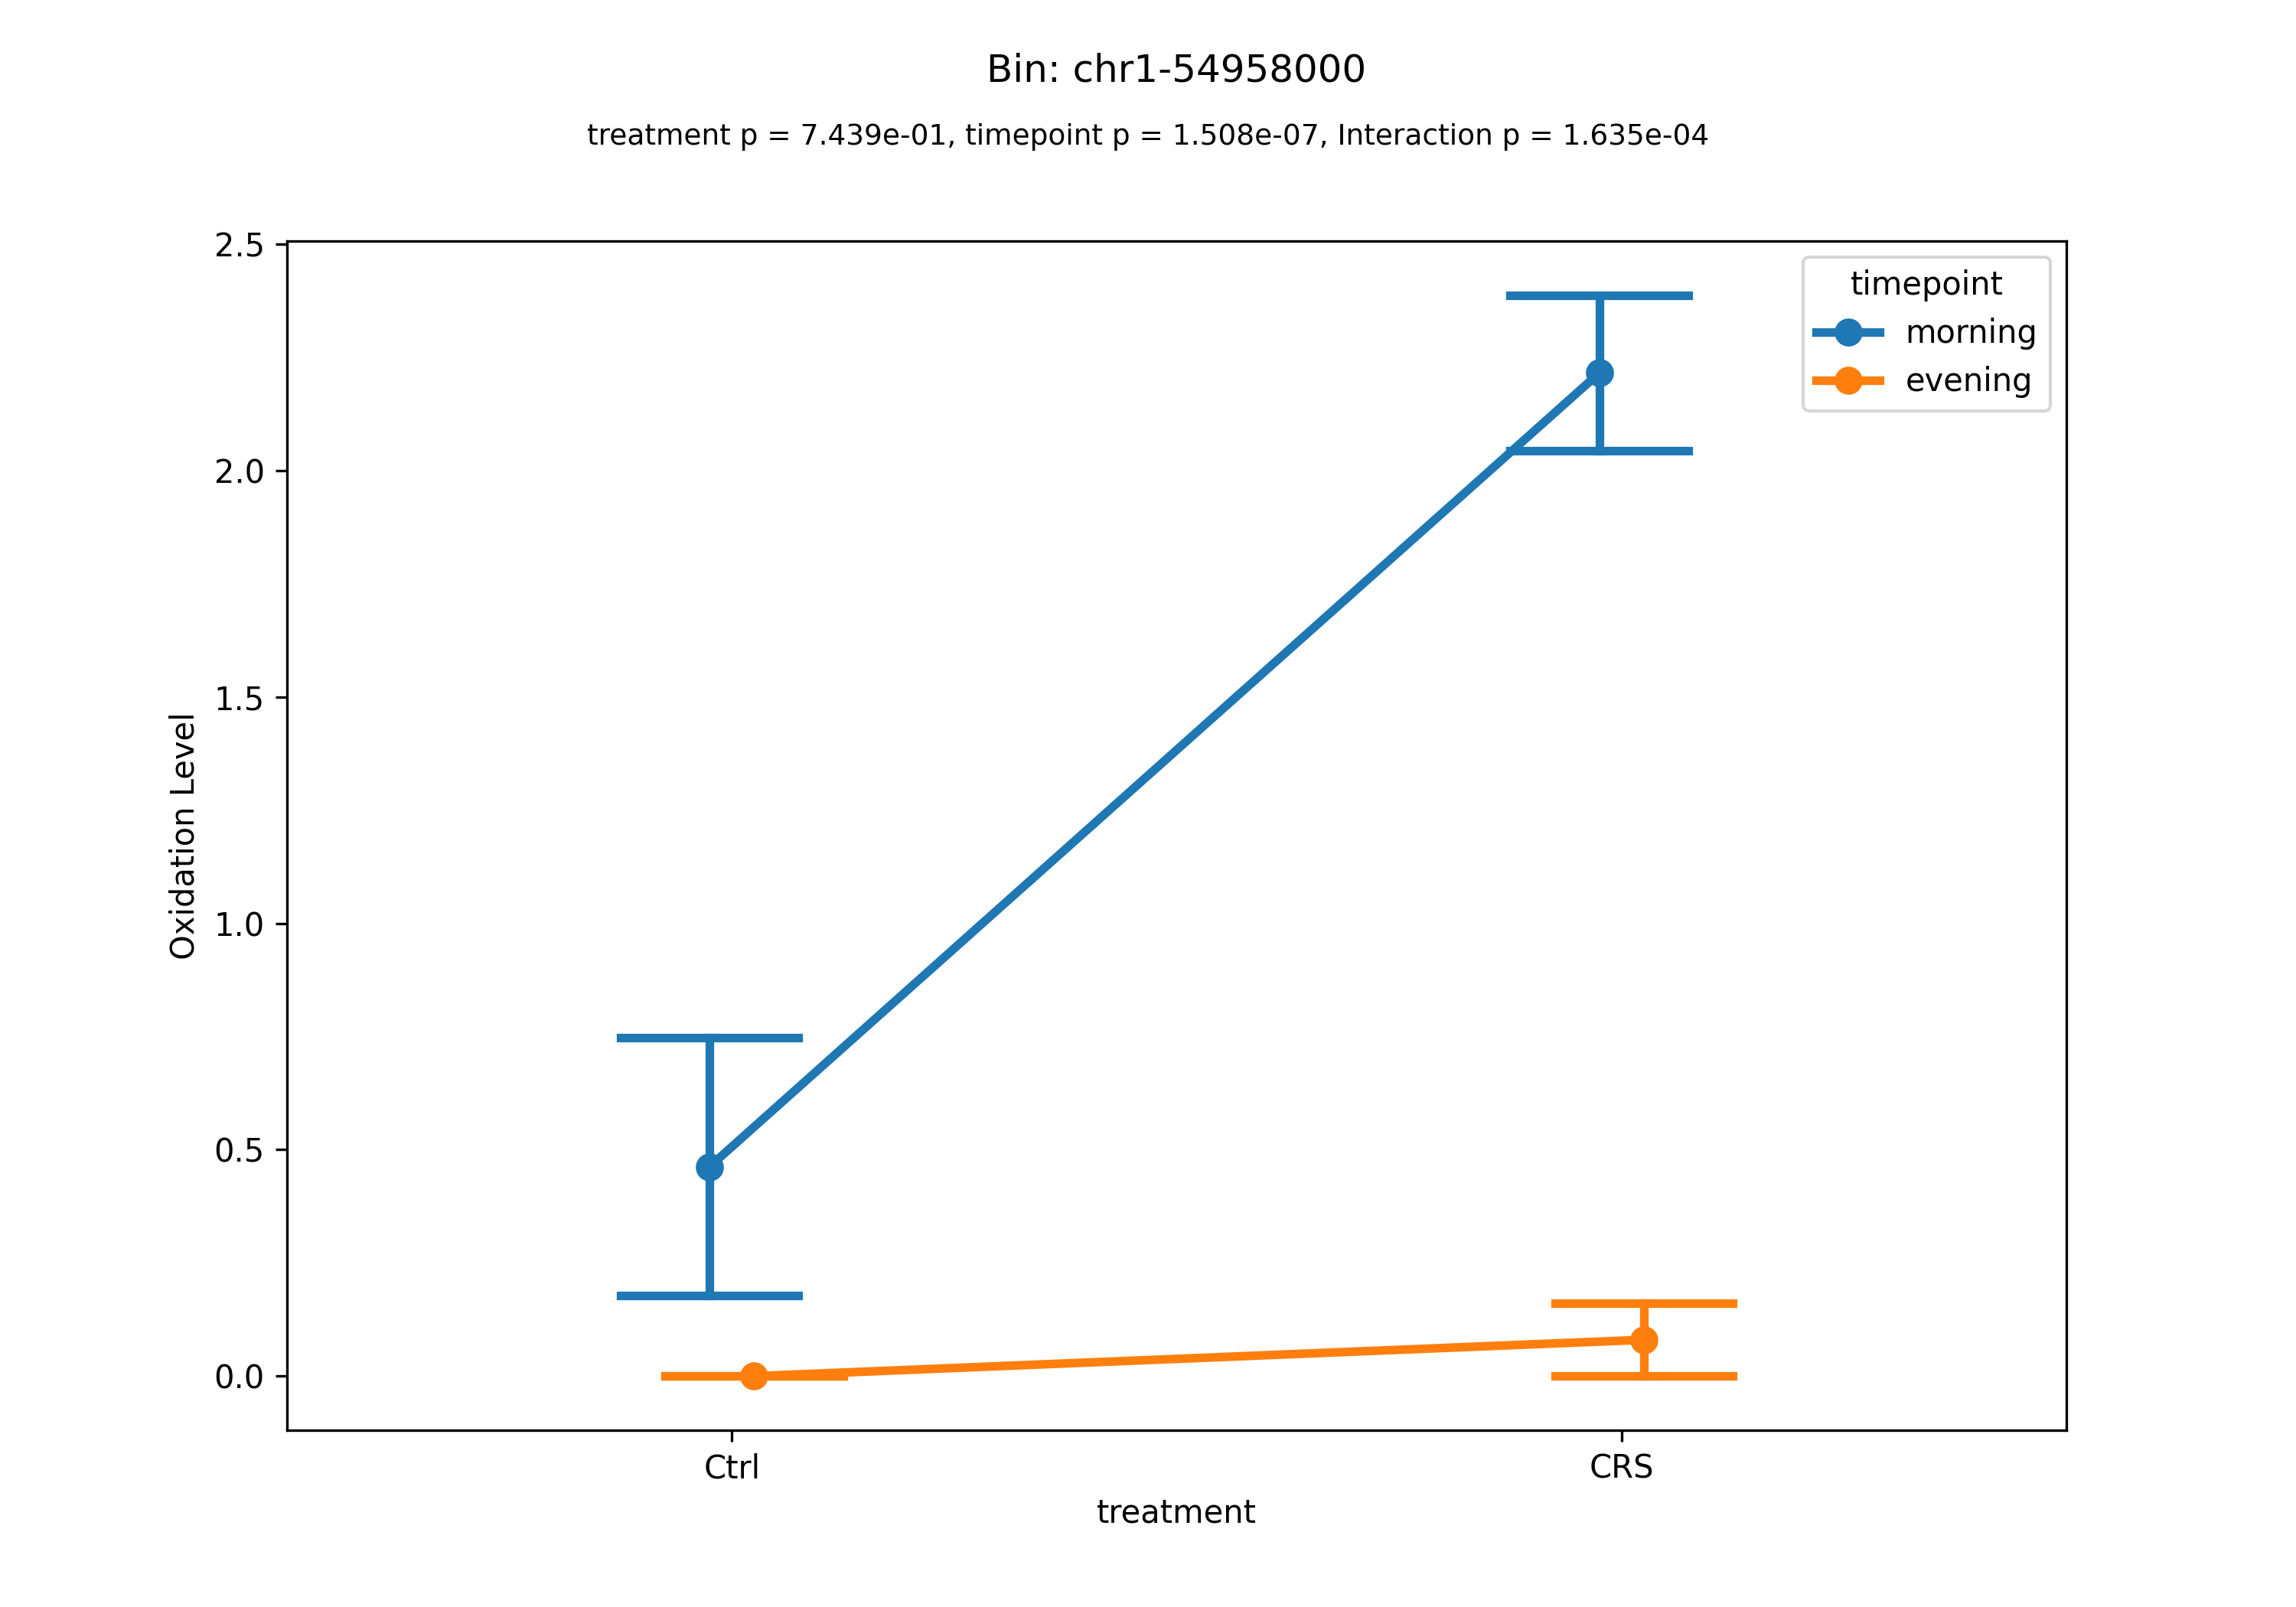 Bin: chr1-54958000
treatment p = 7.439e-01, timepoint p = 1.508e-07, Interaction p = 1.635e-04
2.5
2.0
1.5
1.0
0.5
0.0
Oxidation Level
timepoint
morning
evening
Ctrl
CRS
treatment